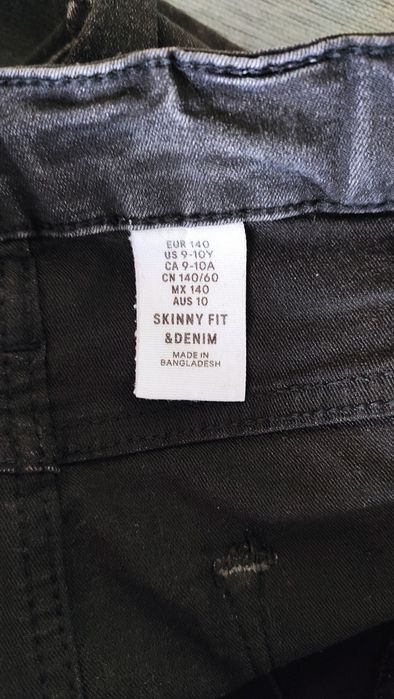 EUR 140
US 9-10Y
CA 9-10A
CN 140/60
MX 140
AUS 10
SKINNY FIT
&DENIM
MADE IN
BANGLADESH